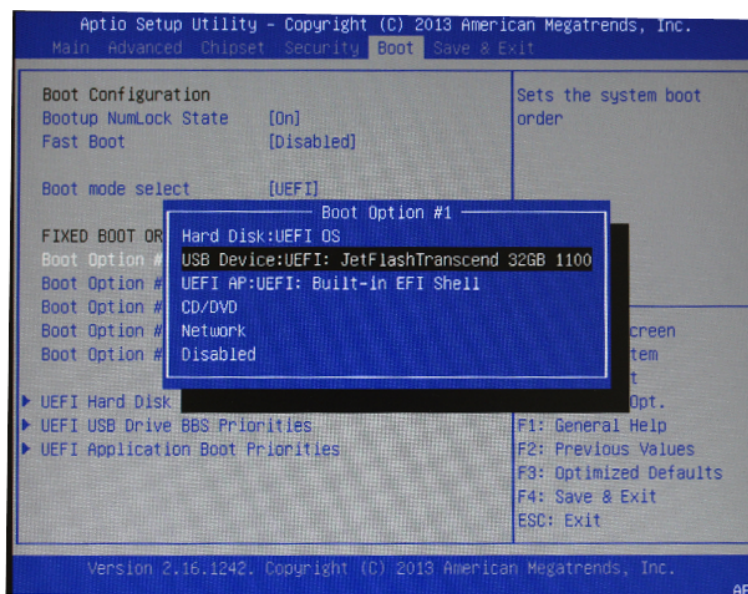 Aptio Setup Utility – Copyright (C) 2013 American Megatrends, Inc.
Main Advanced Chipset Security Boot Save & Exit
Boot Configuration
Bootup NumLock State [On]
Fast Boot [Disabled]
Boot mode select [UEFI]
FIXED BOOT OR
Boot Option #
Boot Option #
Boot Option #
Boot Option #
Boot Option #
UEFI Hard Disk
UEFI USB Drive BBS Priorities
UEFI Application Boot Priorities
Boot Option #1
Hard Disk:UEFI OS
USB Device:UEFI: JetFlashTranscend 32GB 1100
UEFI AP:UEFI: Built-in EFI Shell
CD/DVD
Network
Disabled
Sets the system boot
order
creen
tem
t
Opt.
F1: General Help
F2: Previous Values
F3: Optimized Defaults
F4: Save & Exit
ESC: Exit
Version 2.16.1242. Copyright (C) 2013 American Megatrends, Inc.